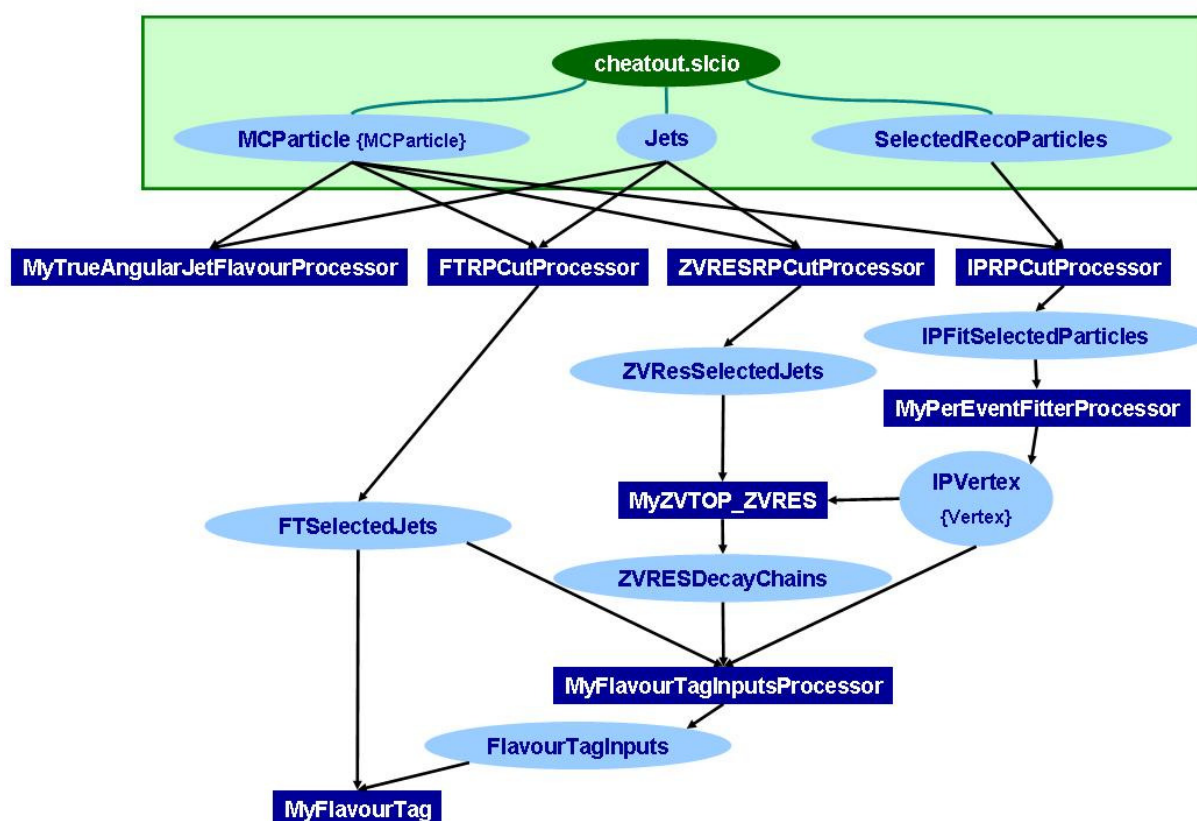 cheatout.slcio
MCParticle {MCParticle}
Jets
SelectedRecoParticles
MyTrueAngularJetFlavourProcessor
FTRPCutProcessor
ZVRESRPCutProcessor
IPRPCutProcessor
IPFitSelectedParticles
ZVResSelectedJets
MyPerEventFitterProcessor
IPVertex
{Vertex}
MyZVTOP_ZVRES
FTSelectedJets
ZVRESDecayChains
MyFlavourTagInputsProcessor
FlavourTagInputs
MyFlavourTag